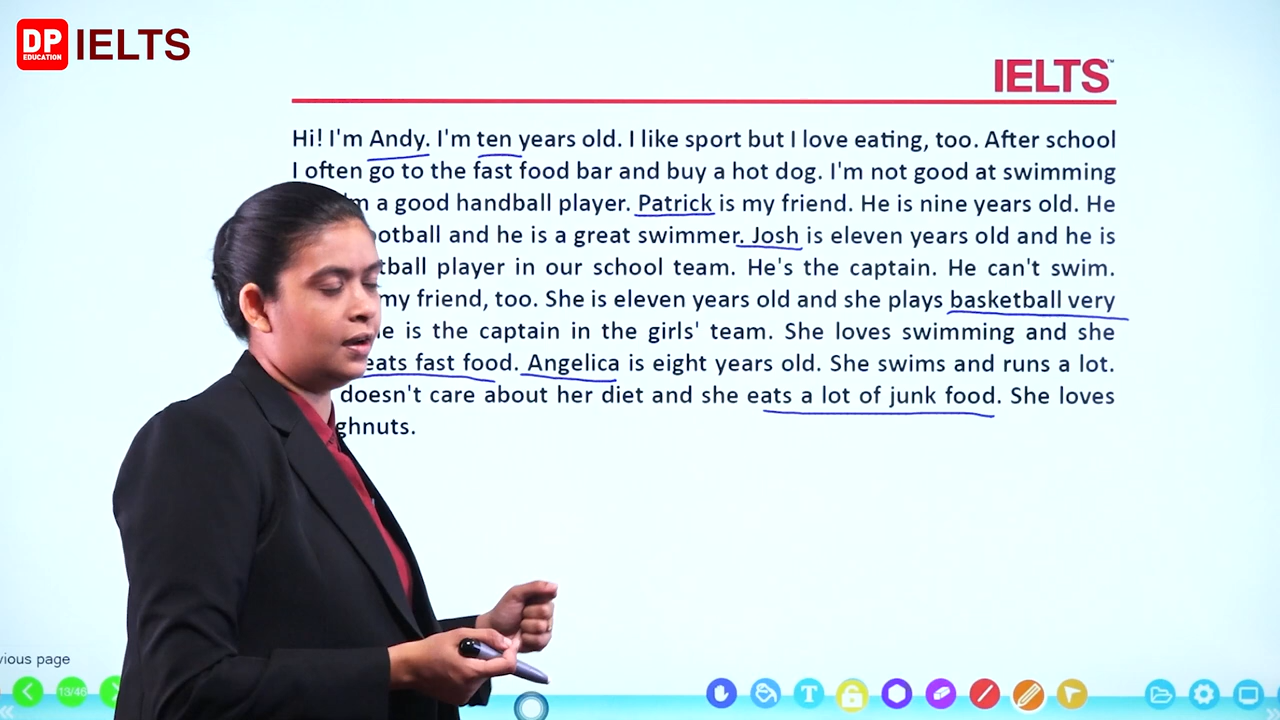 DP EDUCATION IELTS
IELTS™
Hi! I'm Andy. I'm ten years old. I like sport but I love eating, too. After school
I often go to the fast food bar and buy a hot dog. I'm not good at swimming
a good handball player. Patrick is my friend. He is nine years old. He
and he is a great swimmer. Josh is eleven years old and he is
player in our school team. He's the captain. He can't swim.
my friend, too. She is eleven years old and she plays basketball very
is the captain in the girls' team. She loves swimming and she
eats fast food. Angelica is eight years old. She swims and runs a lot.
doesn't care about her diet and she eats a lot of junk food. She loves
page
13/46
T